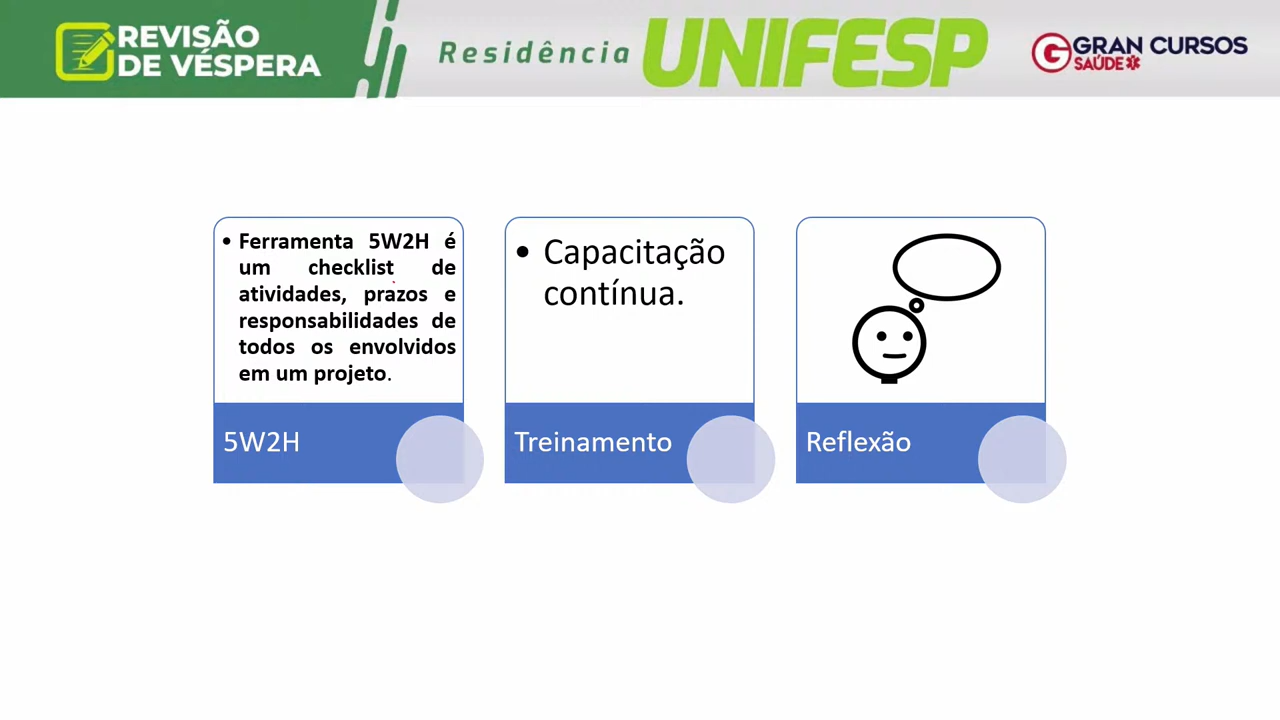 REVISÃO
DE VÉSPERA
Residência UNIFESP
GRAN CURSOS
SAÚDE
• Ferramenta 5W2H é
um checklist de
atividades, prazos e
responsabilidades de
todos os envolvidos
em um projeto.
5W2H
• Capacitação
contínua.
Treinamento
Reflexão